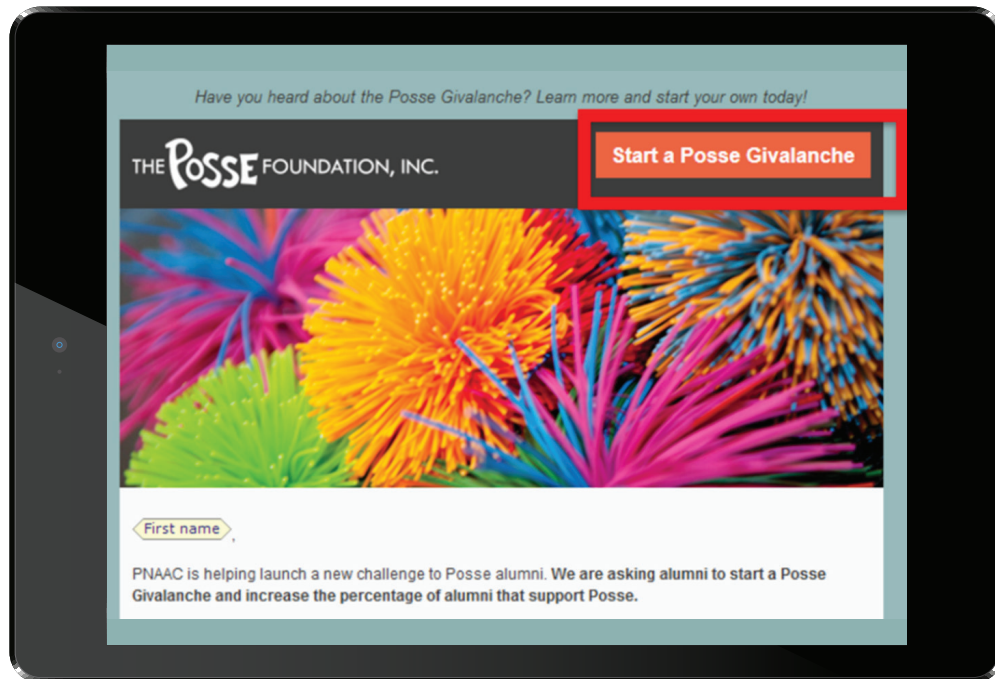 Have you heard about the Posse Givalanche? Learn more and start your own today!
THE POSSE FOUNDATION, INC.
Start a Posse Givalanche
First name,
PNAAC is helping launch a new challenge to Posse alumni. We are asking alumni to start a Posse
Givalanche and increase the percentage of alumni that support Posse.